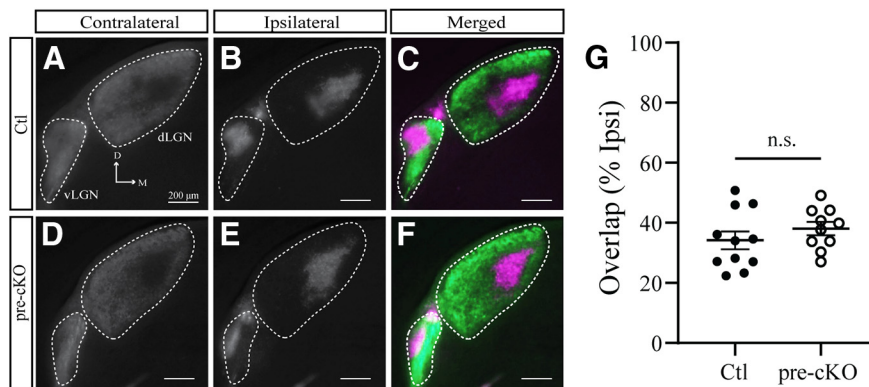 Contralateral Ipsilateral Merged
Ctl
A B C
dLGN
D
M
vLGN
200 μm
pre-cKO
D E F
G
Overlap (% Ipsi)
100
80
60
40
20
0
n.s.
Ctl pre-cKO